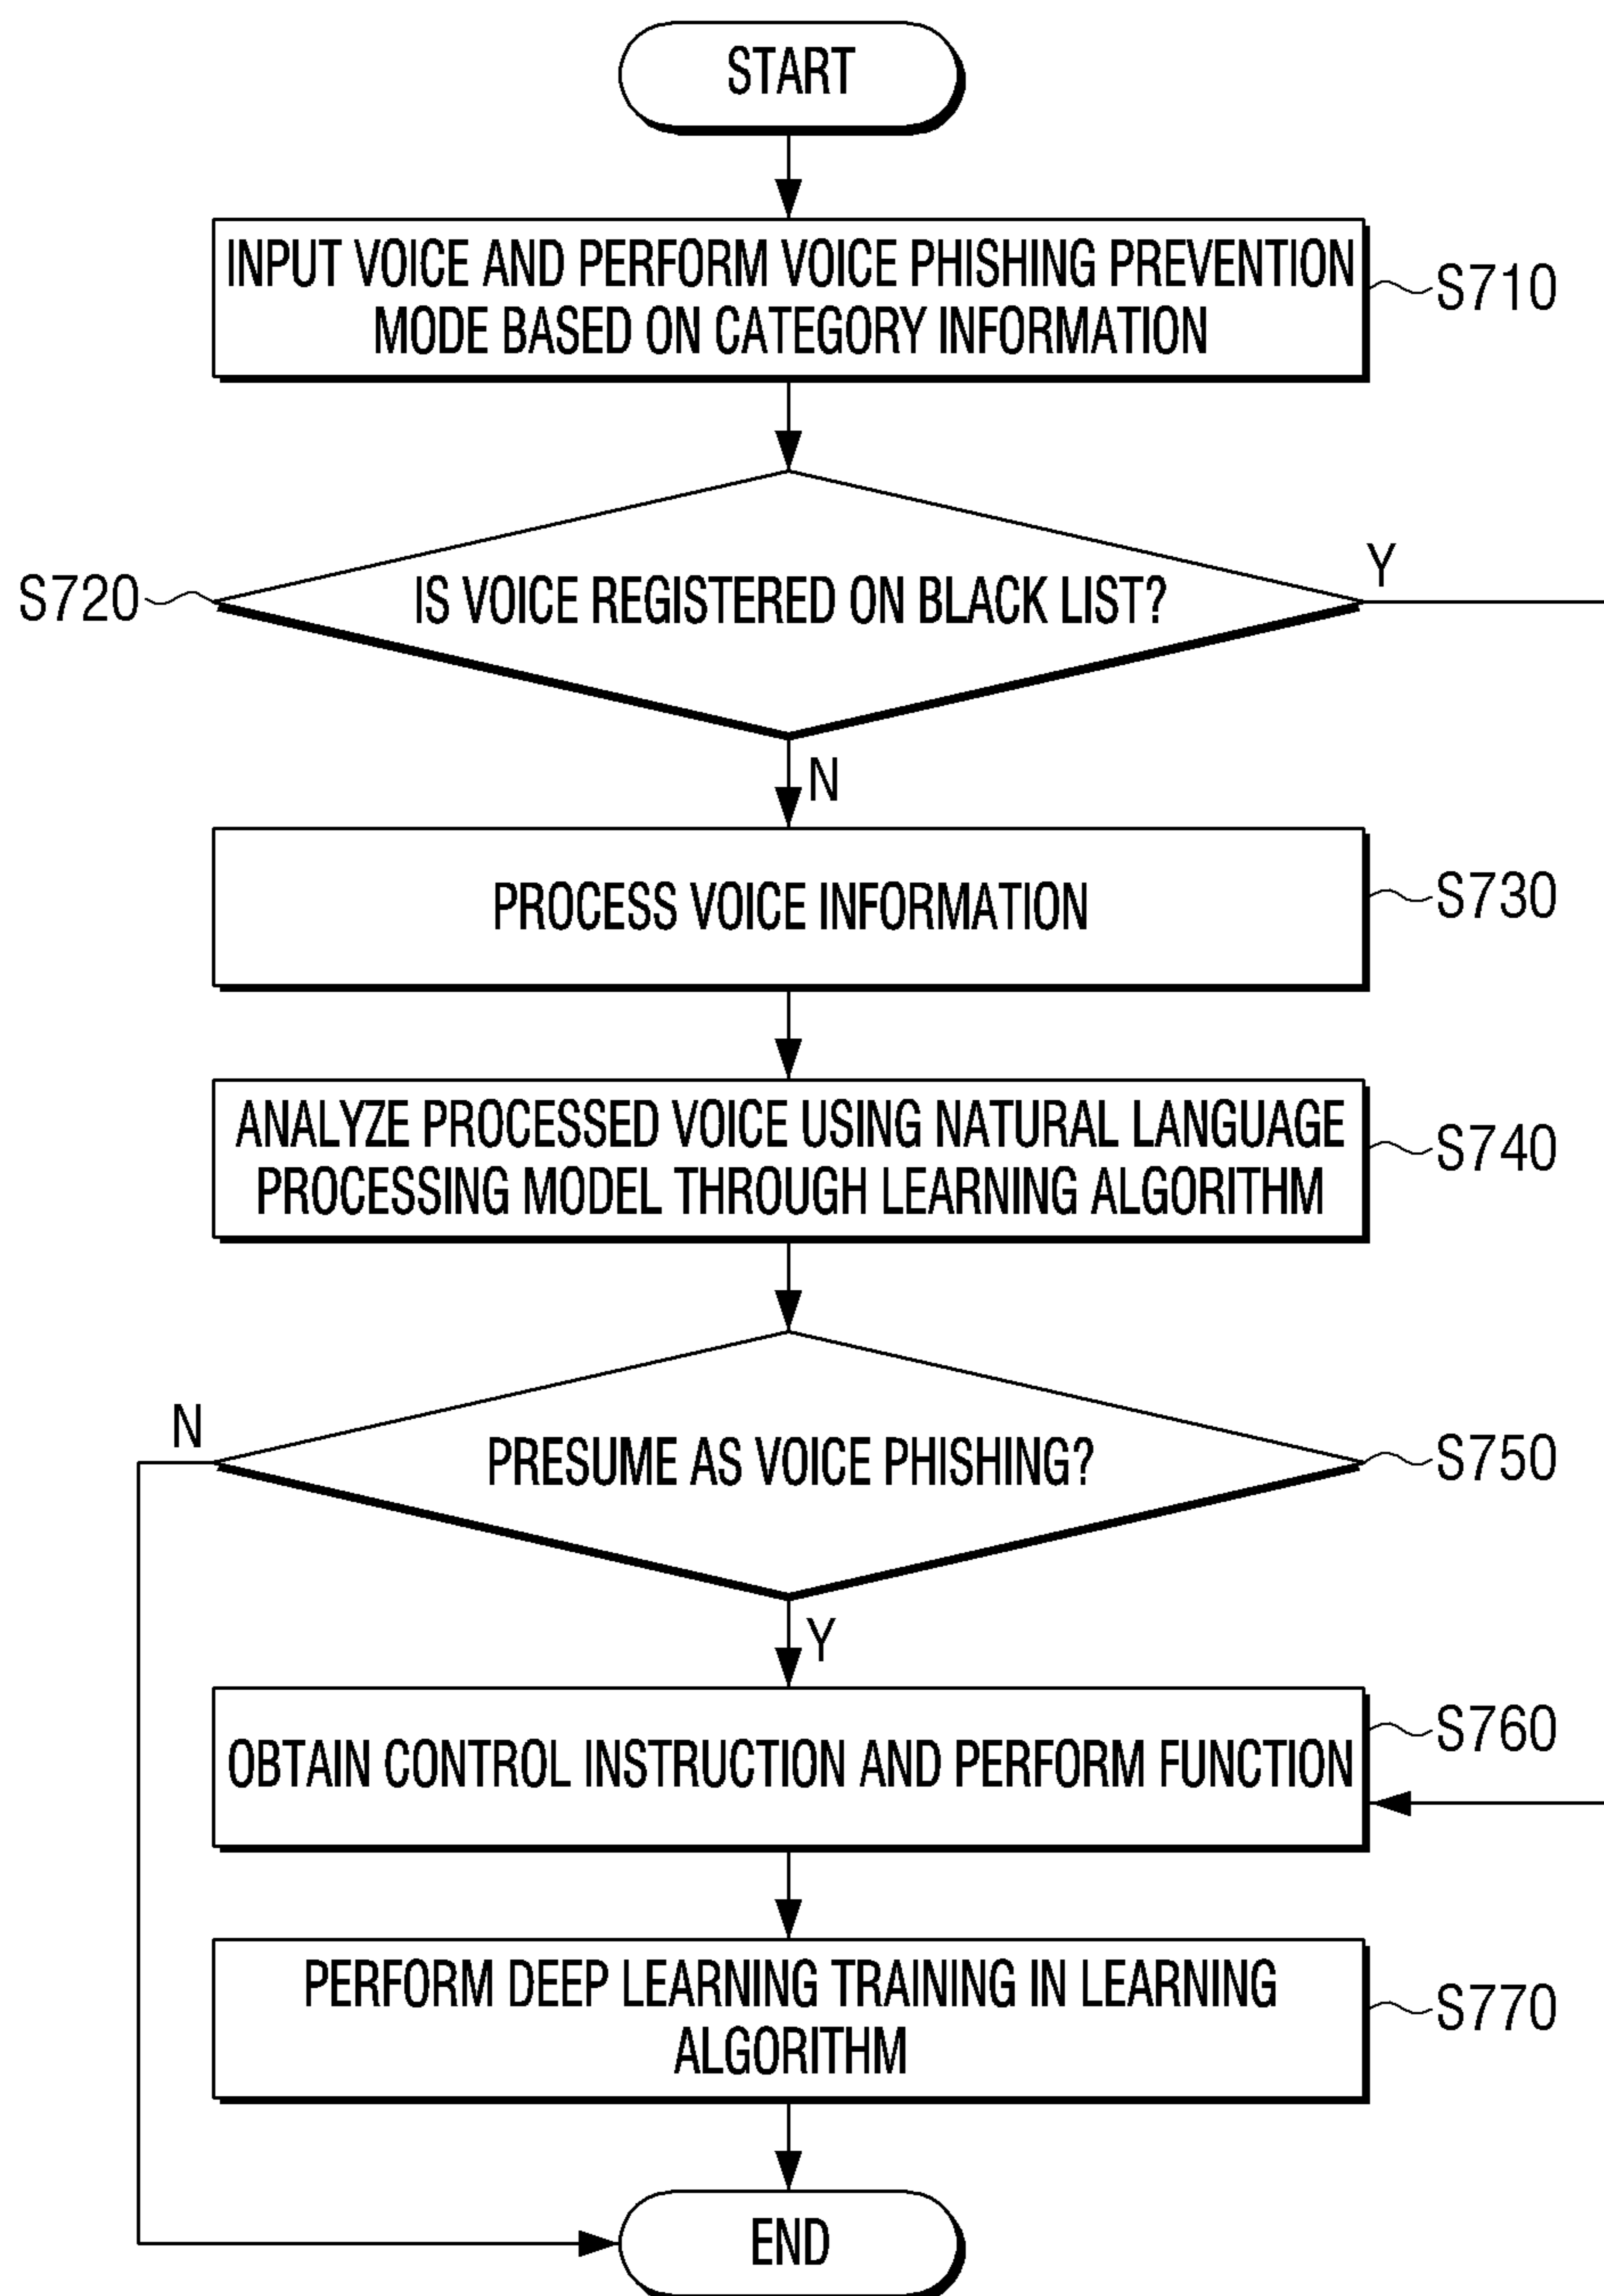 START
INPUT VOICE AND PERFORM VOICE PHISHING PREVENTION
MODE BASED ON CATEGORY INFORMATION
S710
S720
IS VOICE REGISTERED ON BLACK LIST?
Y
N
PROCESS VOICE INFORMATION
S730
ANALYZE PROCESSED VOICE USING NATURAL LANGUAGE
PROCESSING MODEL THROUGH LEARNING ALGORITHM
S740
N
PRESUME AS VOICE PHISHING?
S750
Y
OBTAIN CONTROL INSTRUCTION AND PERFORM FUNCTION
S760
PERFORM DEEP LEARNING TRAINING IN LEARNING
ALGORITHM
S770
END